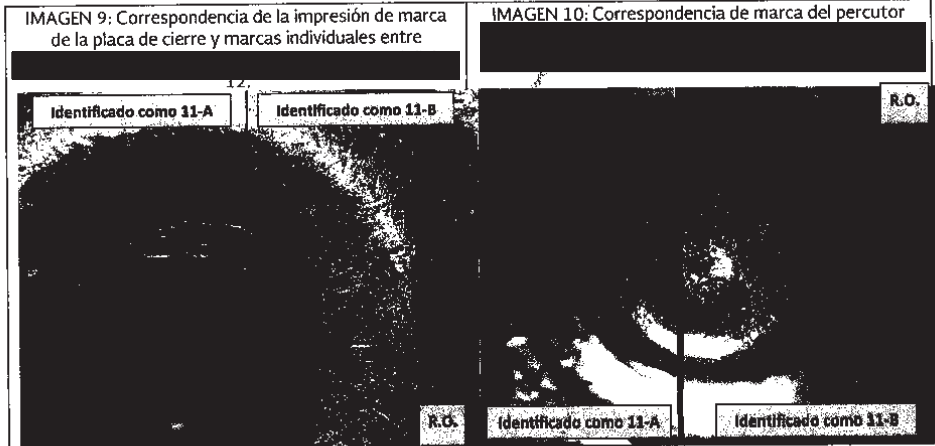 IMAGEN 9: Correspondencia de la impresión de marca
de la placa de cierre y marcas individuales entre
12,
Identificado como 11-A
Identificado como 11-B
R.O.
IMAGEN 10: Correspondencia de marca del percutor
R.O.
Identificado como 11-A
Identificado como 11-B